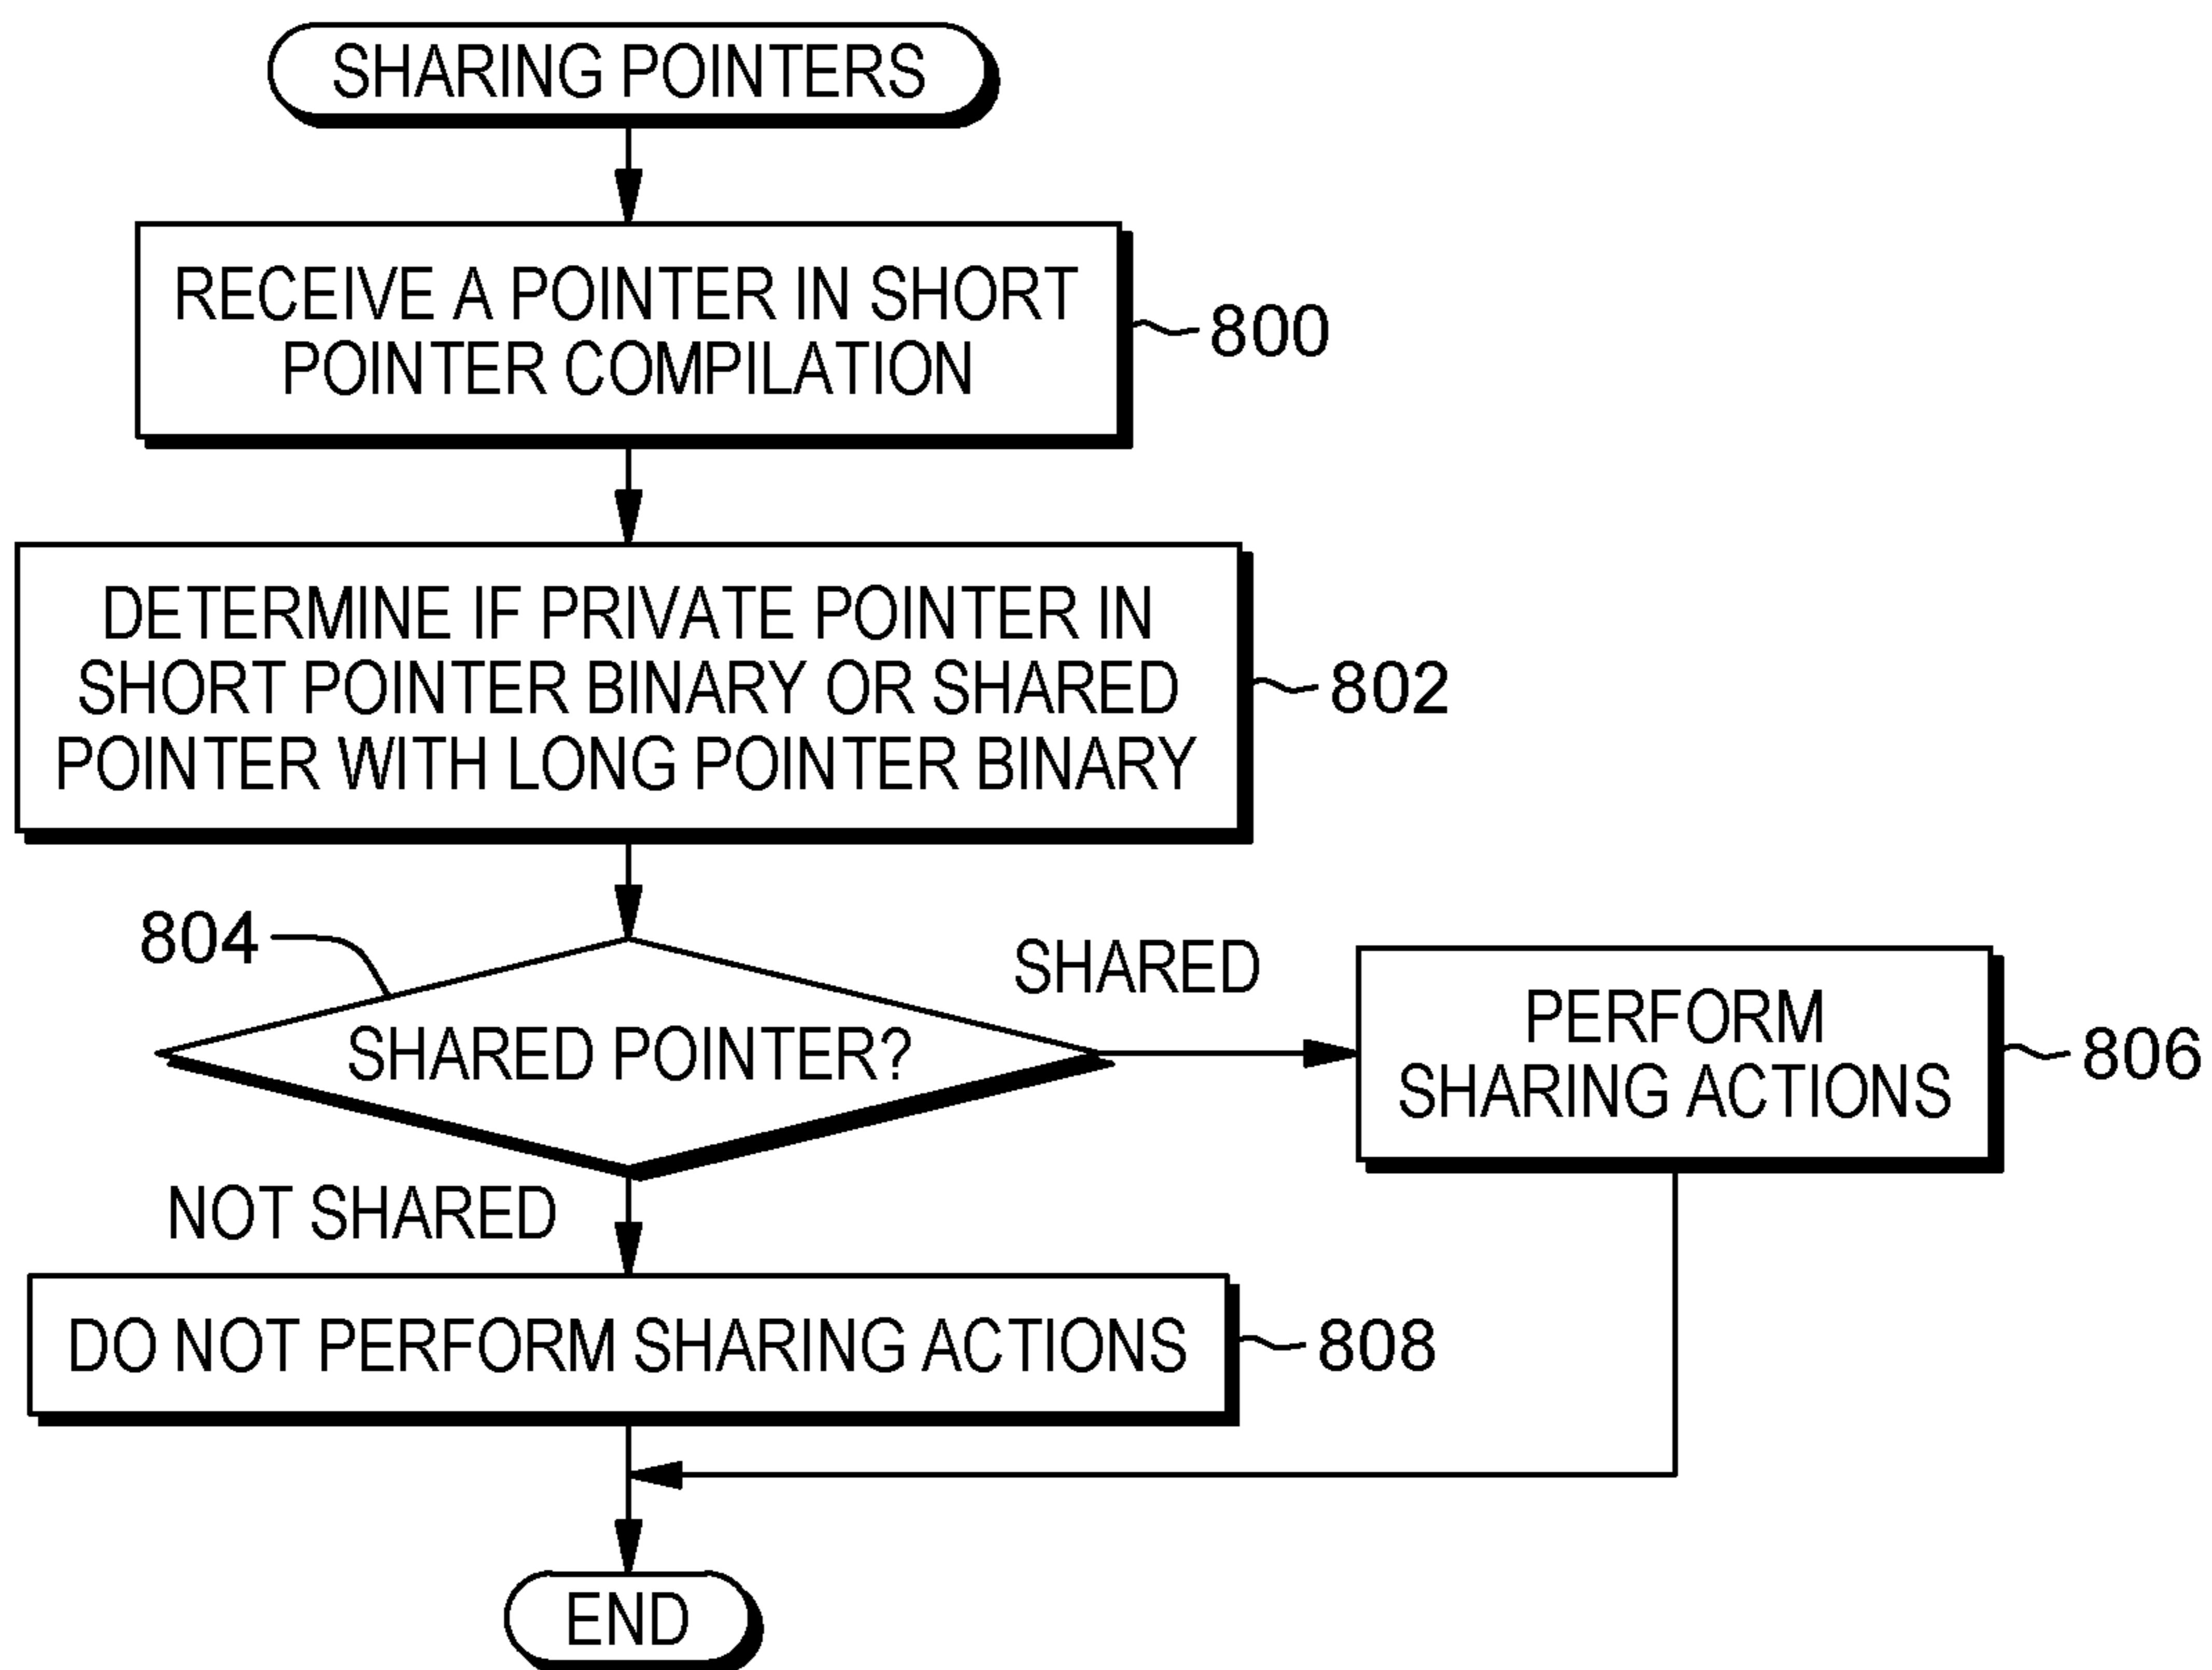 SHARING POINTERS
RECEIVE A POINTER IN SHORT
POINTER COMPILATION
800
DETERMINE IF PRIVATE POINTER IN
SHORT POINTER BINARY OR SHARED
POINTER WITH LONG POINTER BINARY
802
804
SHARED POINTER?
SHARED
PERFORM
SHARING ACTIONS
806
NOT SHARED
DO NOT PERFORM SHARING ACTIONS
808
END